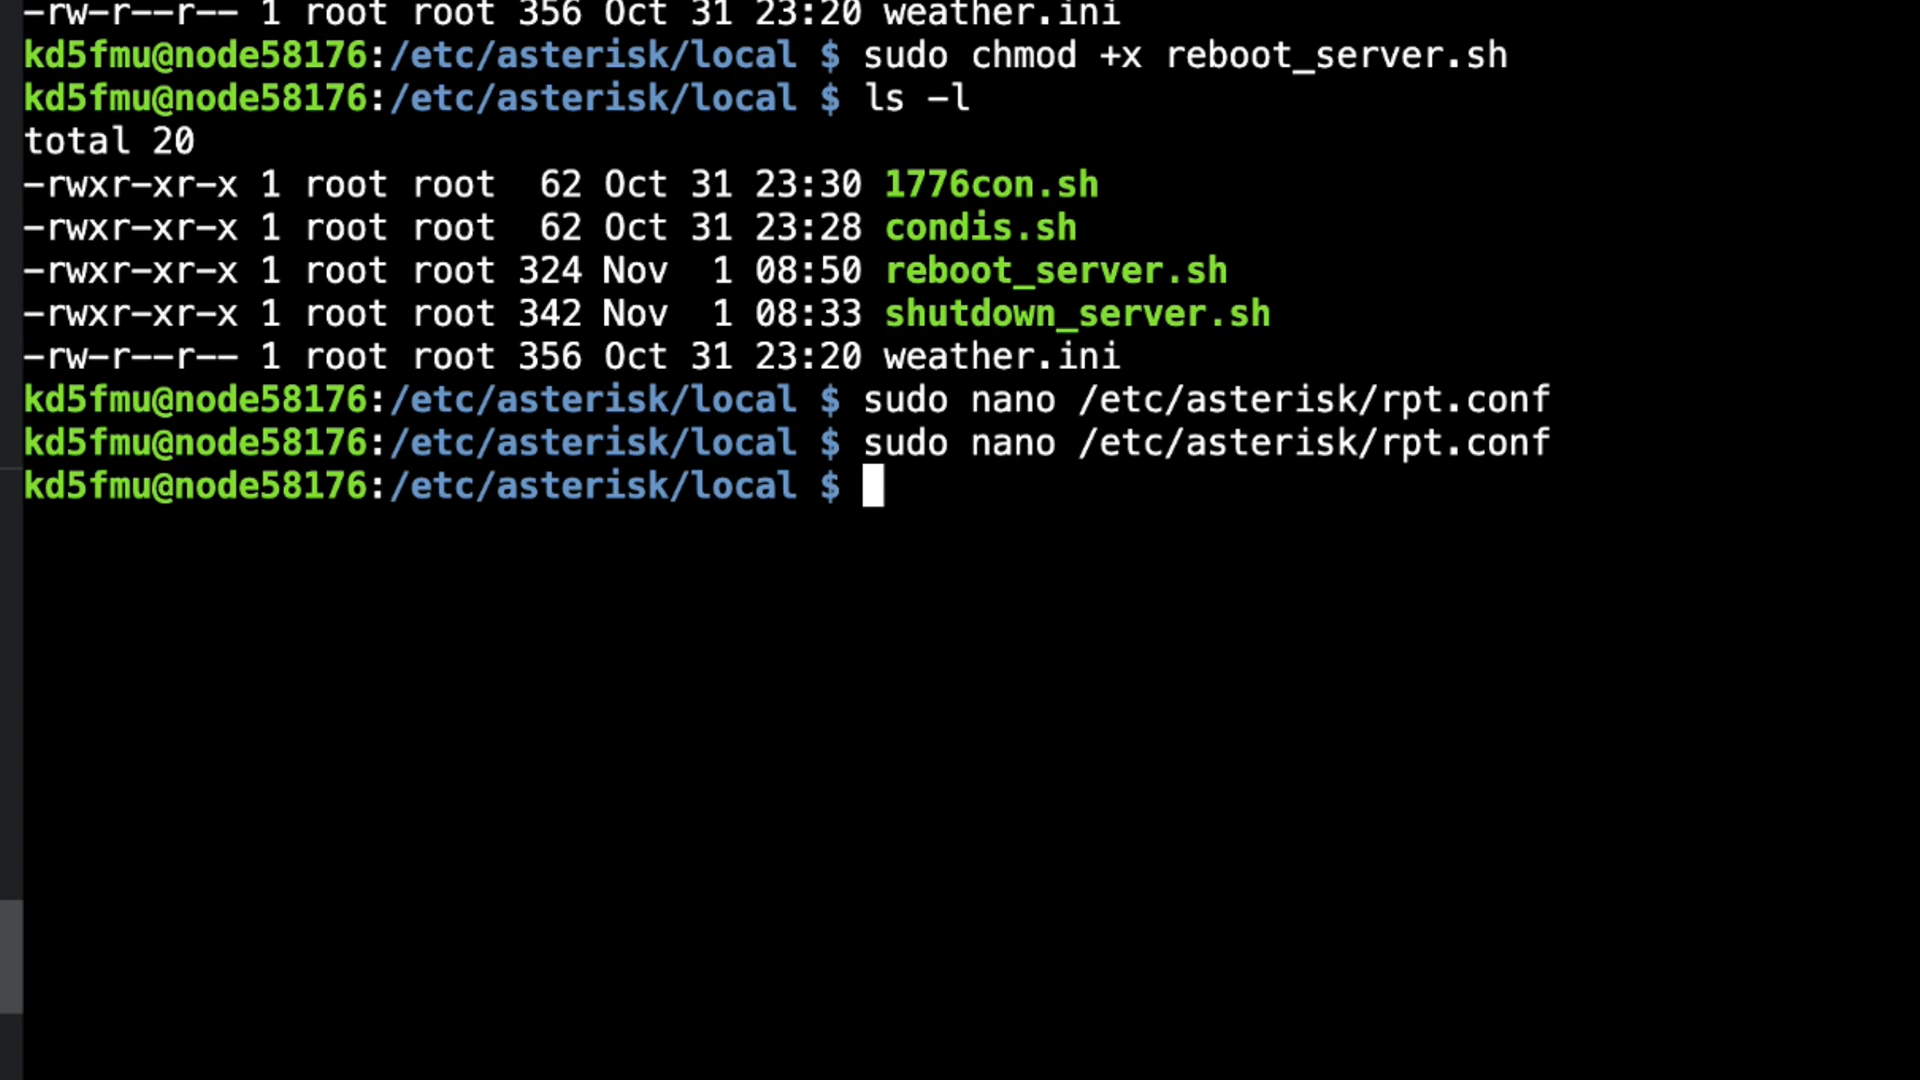 -rw-r--r-- 1 root root 356 Oct 31 23:20 weather.ini
kd5fmu@node58176:/etc/asterisk/local $ sudo chmod +x reboot_server.sh
kd5fmu@node58176:/etc/asterisk/local $ ls -l
total 20
-rwxr-xr-x 1 root root  62 Oct 31 23:30 1776con.sh
-rwxr-xr-x 1 root root  62 Oct 31 23:28 condis.sh
-rwxr-xr-x 1 root root 324 Nov  1 08:50 reboot_server.sh
-rwxr-xr-x 1 root root 342 Nov  1 08:33 shutdown_server.sh
-rw-r--r-- 1 root root 356 Oct 31 23:20 weather.ini
kd5fmu@node58176:/etc/asterisk/local $ sudo nano /etc/asterisk/rpt.conf
kd5fmu@node58176:/etc/asterisk/local $ sudo nano /etc/asterisk/rpt.conf
kd5fmu@node58176:/etc/asterisk/local $